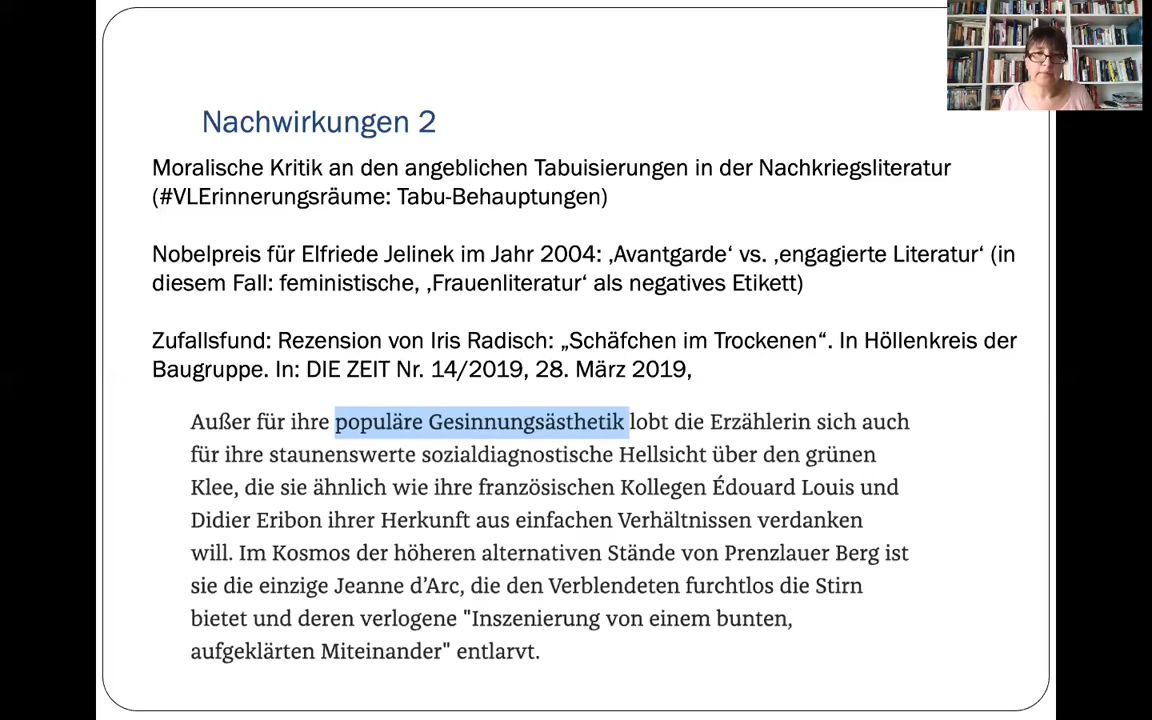 Nachwirkungen 2
Moralische Kritik an den angeblichen Tabuisierungen in der Nachkriegsliteratur
(#VLErinnerungsräume: Tabu-Behauptungen)
Nobelpreis für Elfriede Jelinek im Jahr 2004: ‚Avantgarde‘ vs. ‚engagierte Literatur‘ (in
diesem Fall: feministische, ‚Frauenliteratur‘ als negatives Etikett)
Zufallsfund: Rezension von Iris Radisch: „Schäfchen im Trockenen“. In Höllenkreis der
Baugruppe. In: DIE ZEIT Nr. 14/2019, 28. März 2019,
Außer für ihre populäre Gesinnungsästhetik lobt die Erzählerin sich auch
für ihre staunenswerte sozialdiagnostische Hellsicht über den grünen
Klee, die sie ähnlich wie ihre französischen Kollegen Édouard Louis und
Didier Eribon ihrer Herkunft aus einfachen Verhältnissen verdanken
will. Im Kosmos der höheren alternativen Stände von Prenzlauer Berg ist
sie die einzige Jeanne d’Arc, die den Verblendeten furchtlos die Stirn
bietet und deren verlogene "Inszenierung von einem bunten,
aufgeklärten Miteinander" entlarvt.